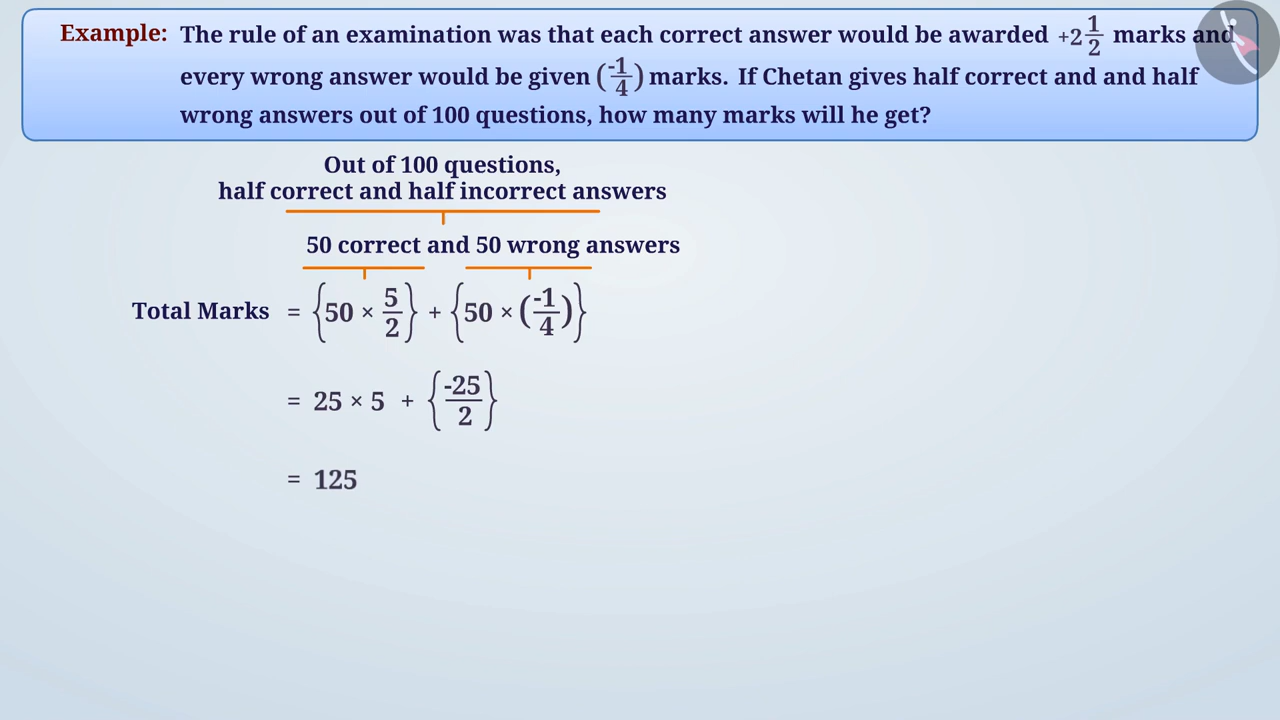 Example: The rule of an examination was that each correct answer would be awarded +2 1/2 marks and
every wrong answer would be given (-1/4) marks. If Chetan gives half correct and and half
wrong answers out of 100 questions, how many marks will he get?
Out of 100 questions,
half correct and half incorrect answers
50 correct and 50 wrong answers
Total Marks = {50 × 5/2} + {50 × (-1/4)}
= 25 × 5 + {-25/2}
= 125